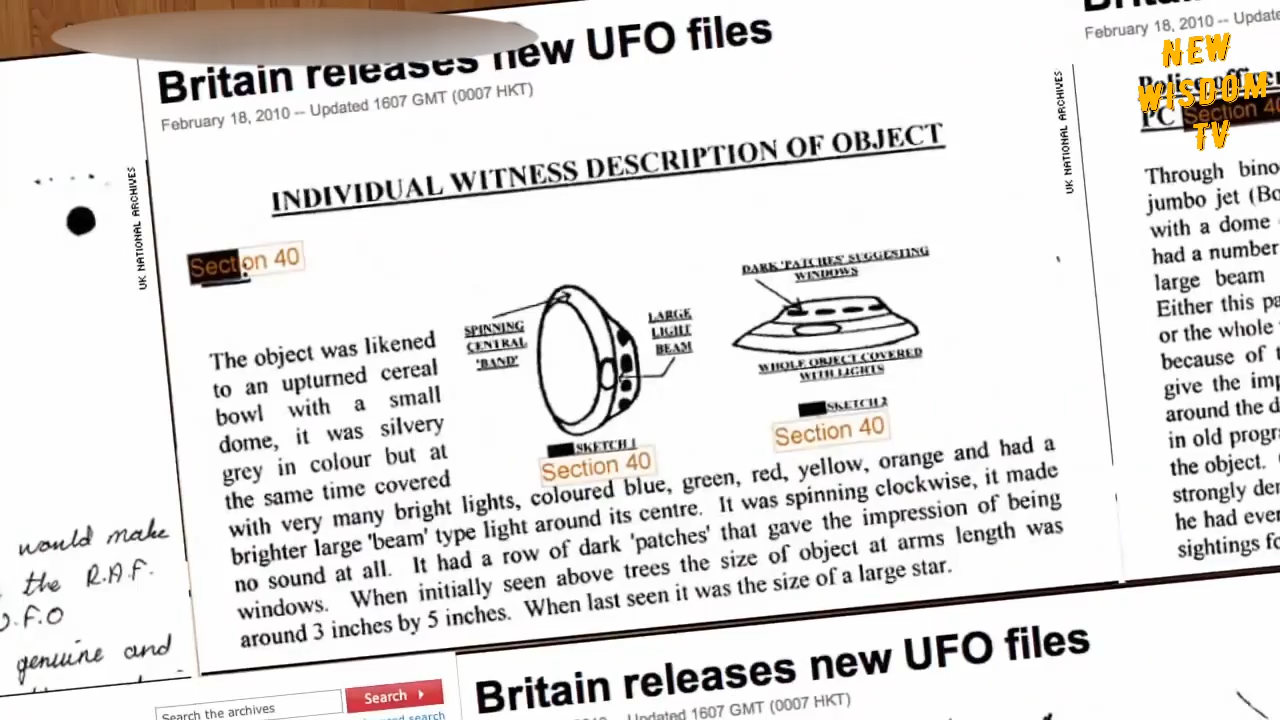 Britain releases new UFO files
February 18, 2010 -- Updated 1607 GMT (0007 HKT)
INDIVIDUAL WITNESS DESCRIPTION OF OBJECT
Section 40
UK NATIONAL ARCHIVES
The object was likened
to an upturned cereal
bowl with a small
dome, it was silvery
grey in colour but at
the same time covered
with very many bright lights, coloured blue, green, red, yellow, orange and had a
brighter large 'beam' type light around its centre. It was spinning clockwise, it made
no sound at all. It had a row of dark 'patches' that gave the impression of being
windows. When initially seen above trees the size of object at arms length was
around 3 inches by 5 inches. When last seen it was the size of a large star.
SPINNING
CENTRAL
'BAND'
LARGE
LIGHT
BEAM
SKETCH 1
Section 40
DARK 'PATCHES' SUGGESTING
WINDOWS
WHOLE OBJECT COVERED
WITH LIGHTS
SKETCH 2
Section 40
UK NATIONAL ARCHIVES
would make
the R.A.F.
U.F.O
genuine and
Search the archives
Search
search
Britain releases new UFO files
2010 -- Updated 1607 GMT (0007 HKT)
February 18, 2010 -- Updat
NEW
WISDOM
TV
PC Section 40
Through bino
jumbo jet (Bo
with a dome
had a number
large beam
Either this pa
or the whole
because of t
give the imp
around the d
in old progra
the object.
strongly der
he had ever
sightings fo